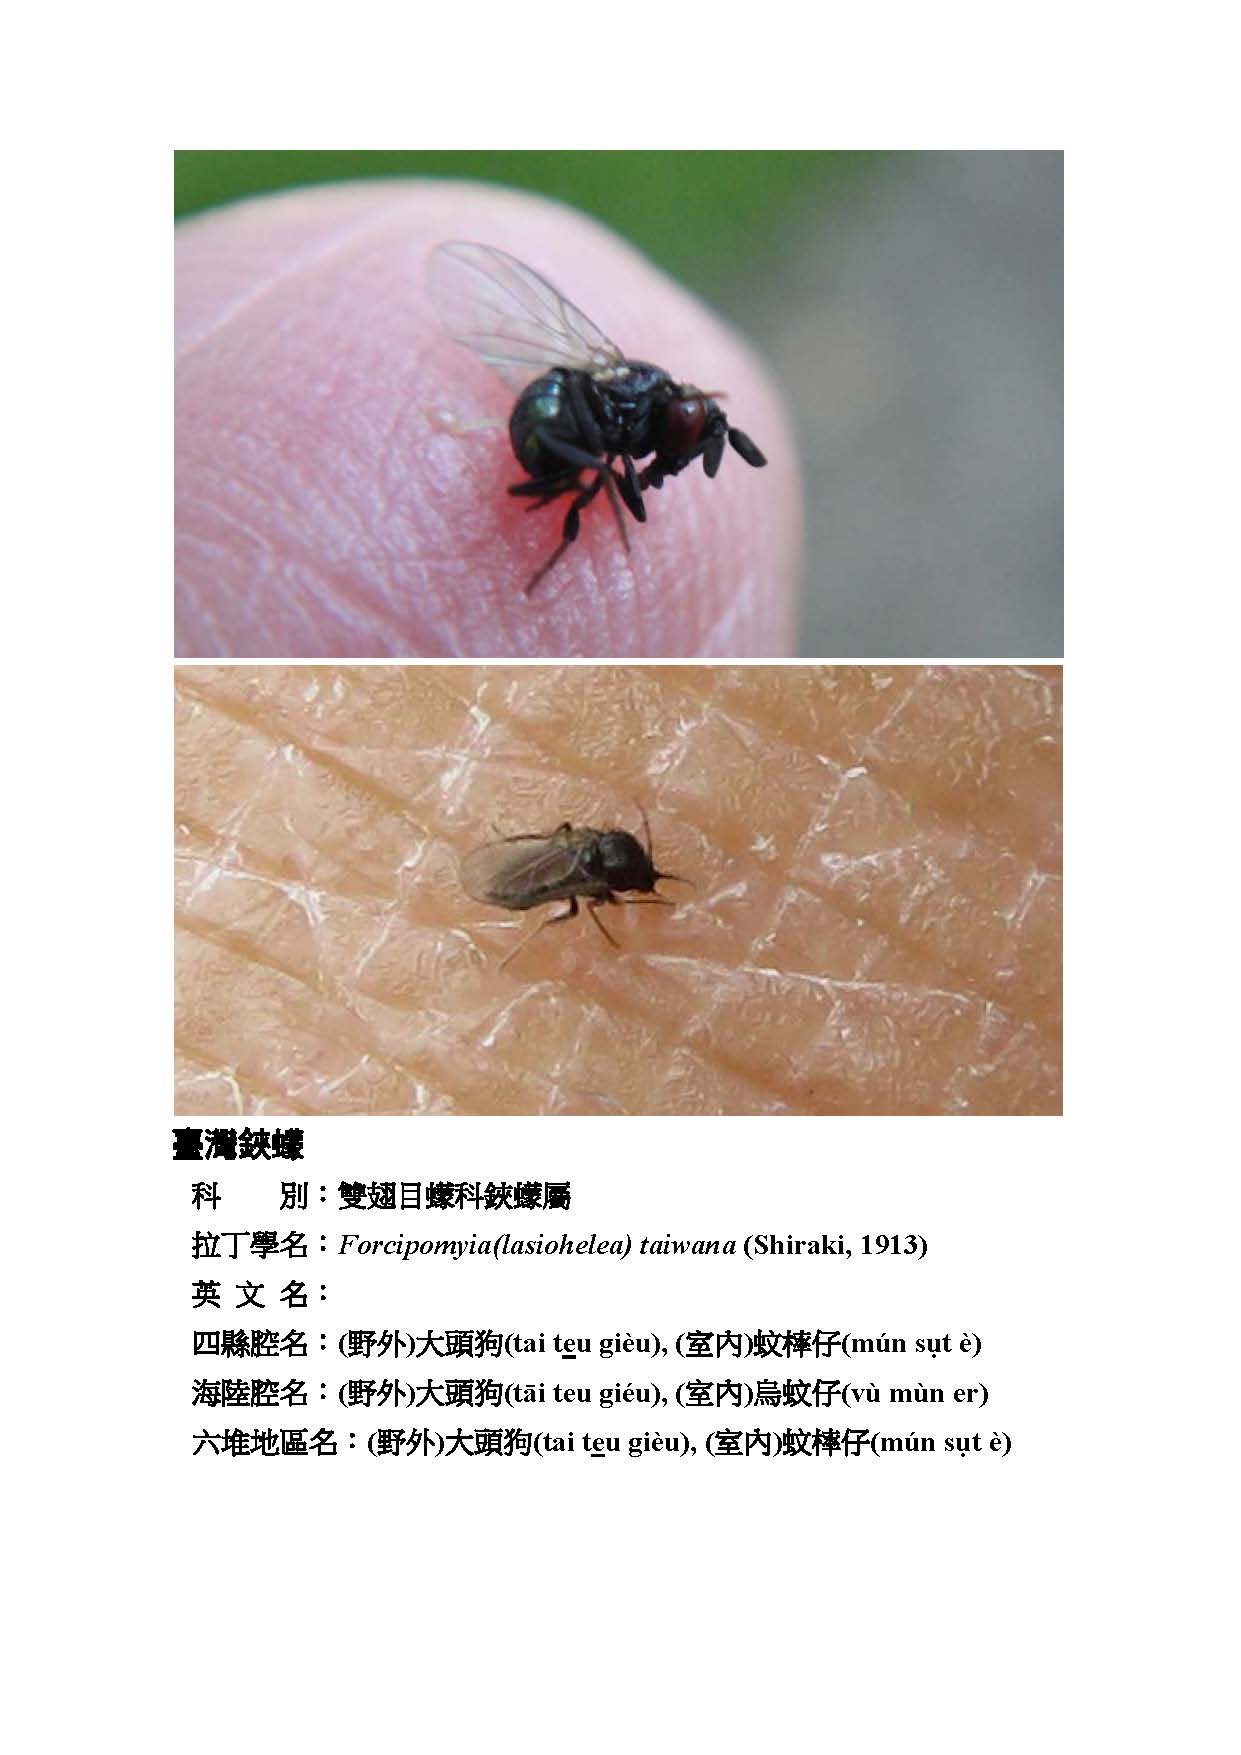 臺灣鋏蠓
科　　別：雙翅目蠓科鋏蠓屬
拉丁學名：Forcipomyia(lasiohelea) taiwana (Shiraki, 1913)
英 文 名：
四縣腔名：(野外)大頭狗(tai te̲u gièu), (室內)蚊㯙仔(mún sṳt è)
海陸腔名：(野外)大頭狗(tāi teu giéu), (室內)烏蚊仔(vù mùn er)
六堆地區名：(野外)大頭狗(tai te̲u gièu), (室內)蚊㯙仔(mún sṳt è)